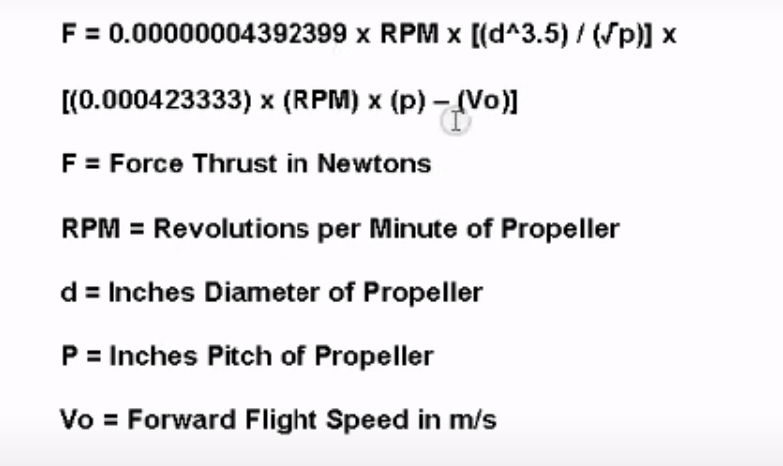 F = 0.00000004392399 x RPM x [(d^3.5) / (√p)] x
[(0.000423333) x (RPM) x (p) – (Vo)]
F = Force Thrust in Newtons
RPM = Revolutions per Minute of Propeller
d = Inches Diameter of Propeller
P = Inches Pitch of Propeller
Vo = Forward Flight Speed in m/s